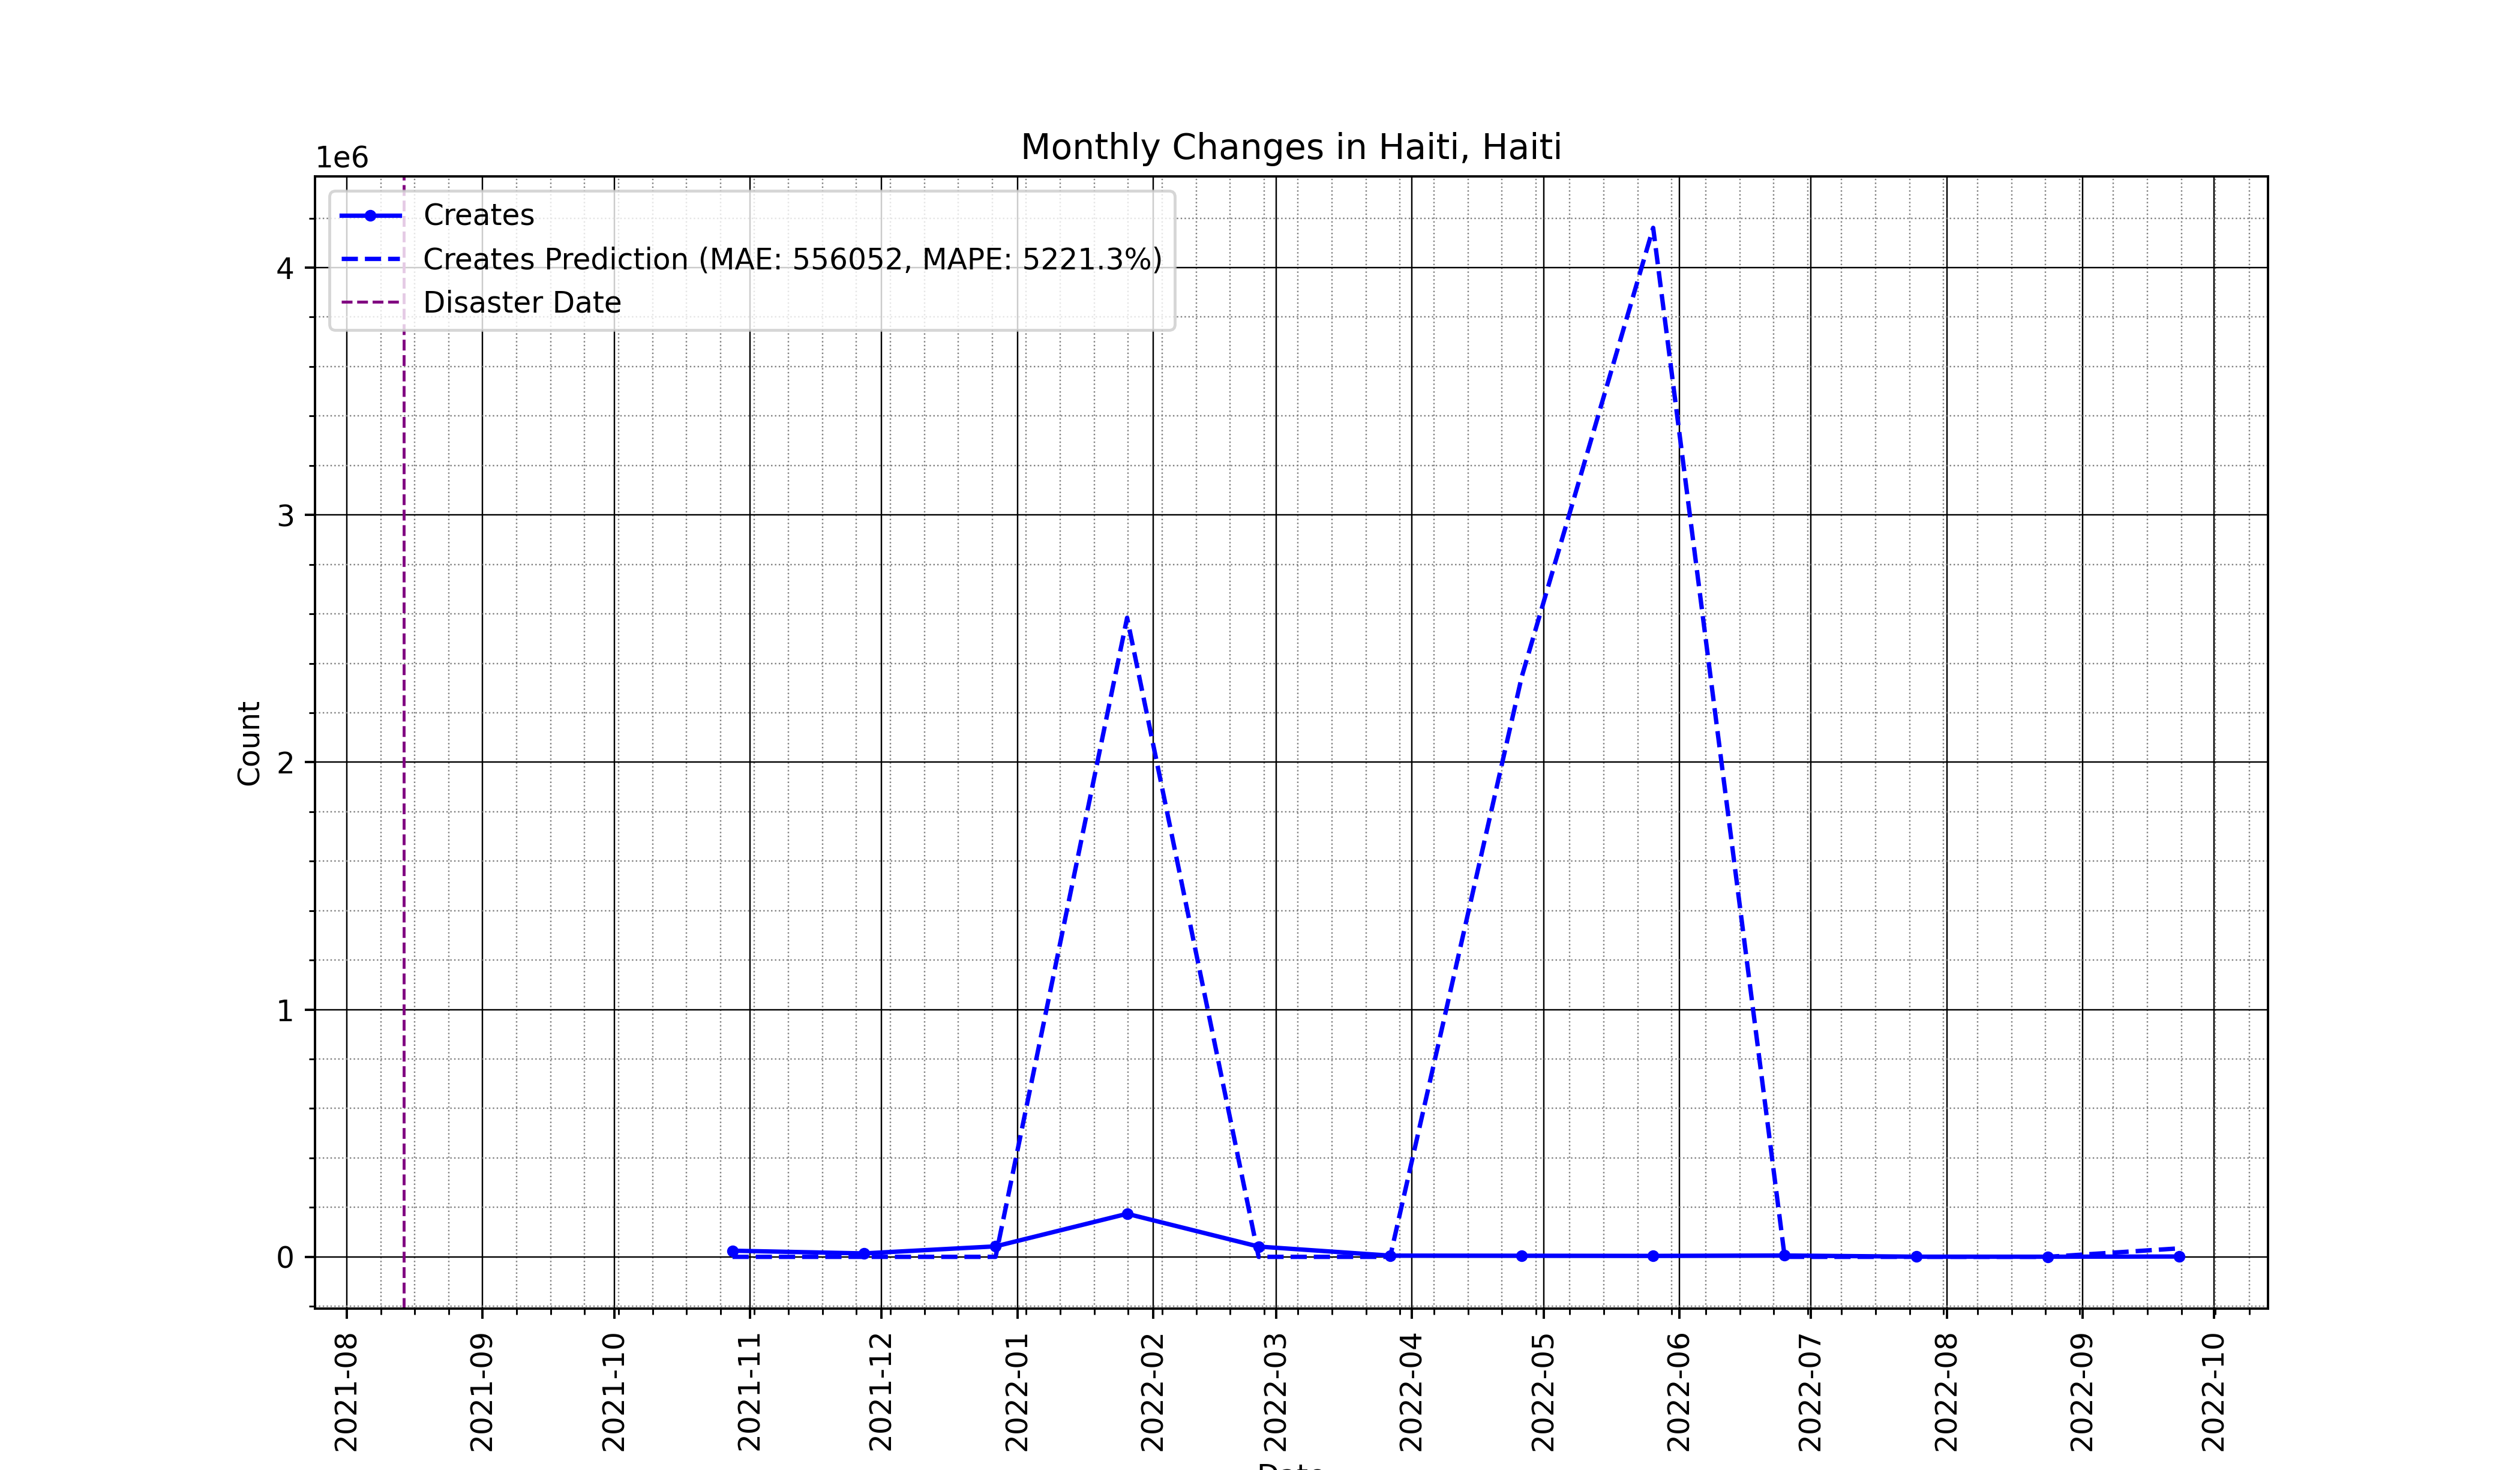 Monthly Changes in Haiti, Haiti
1e6
Creates
Creates Prediction (MAE: 556052, MAPE: 5221.3%)
Disaster Date
4
3
2
1
0
Count
2021-08
2021-09
2021-10
2021-11
2021-12
2022-01
2022-02
2022-03
2022-04
2022-05
2022-06
2022-07
2022-08
2022-09
2022-10
Date